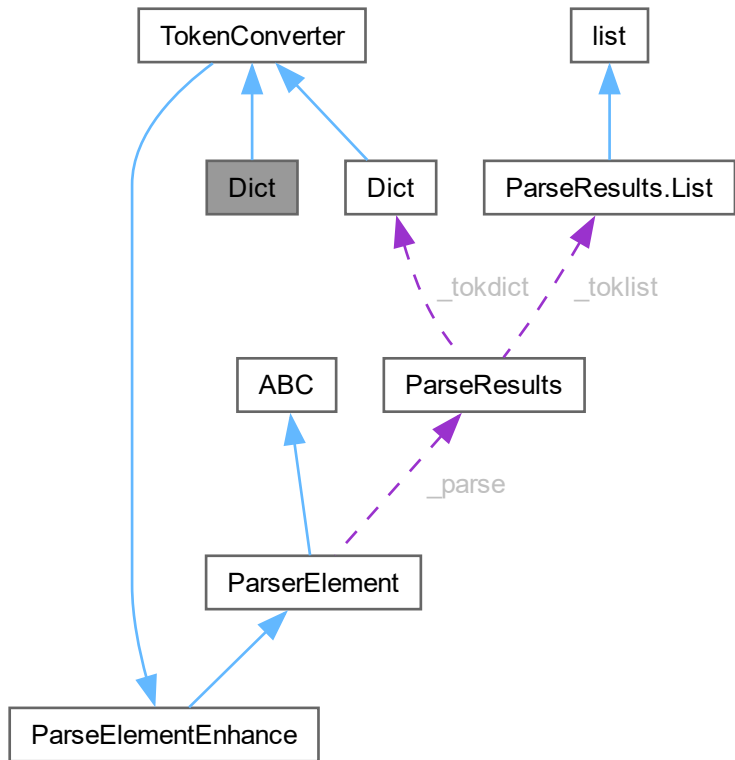 TokenConverter
list
Dict
Dict
ParseResults.List
_tokdict
_toklist
ABC
ParseResults
_parse
ParserElement
ParseElementEnhance